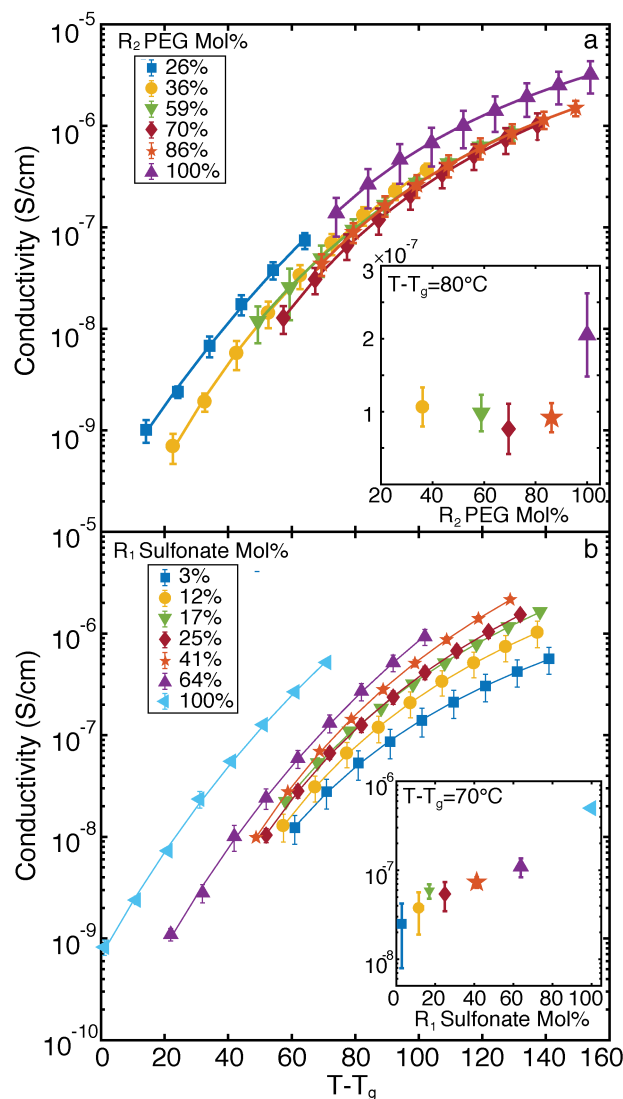 10^-5
R₂ PEG Mol%
a
26%
36%
59%
70%
86%
100%
10^-6
10^-7
10^-8
10^-9
10^-5
Conductivity (S/cm)
×10^-7
3
2
1
T-Tg=80°C
20 40 60 80 100
R₂ PEG Mol%
R₁ Sulfonate Mol%
b
3%
12%
17%
25%
41%
64%
100%
10^-6
10^-7
10^-8
10^-9
10^-10
Conductivity (S/cm)
10^-6
10^-7
10^-8
T-Tg=70°C
0 20 40 60 80 100
R₁ Sulfonate Mol%
0 20 40 60 80 100 120 140 160
T-Tg